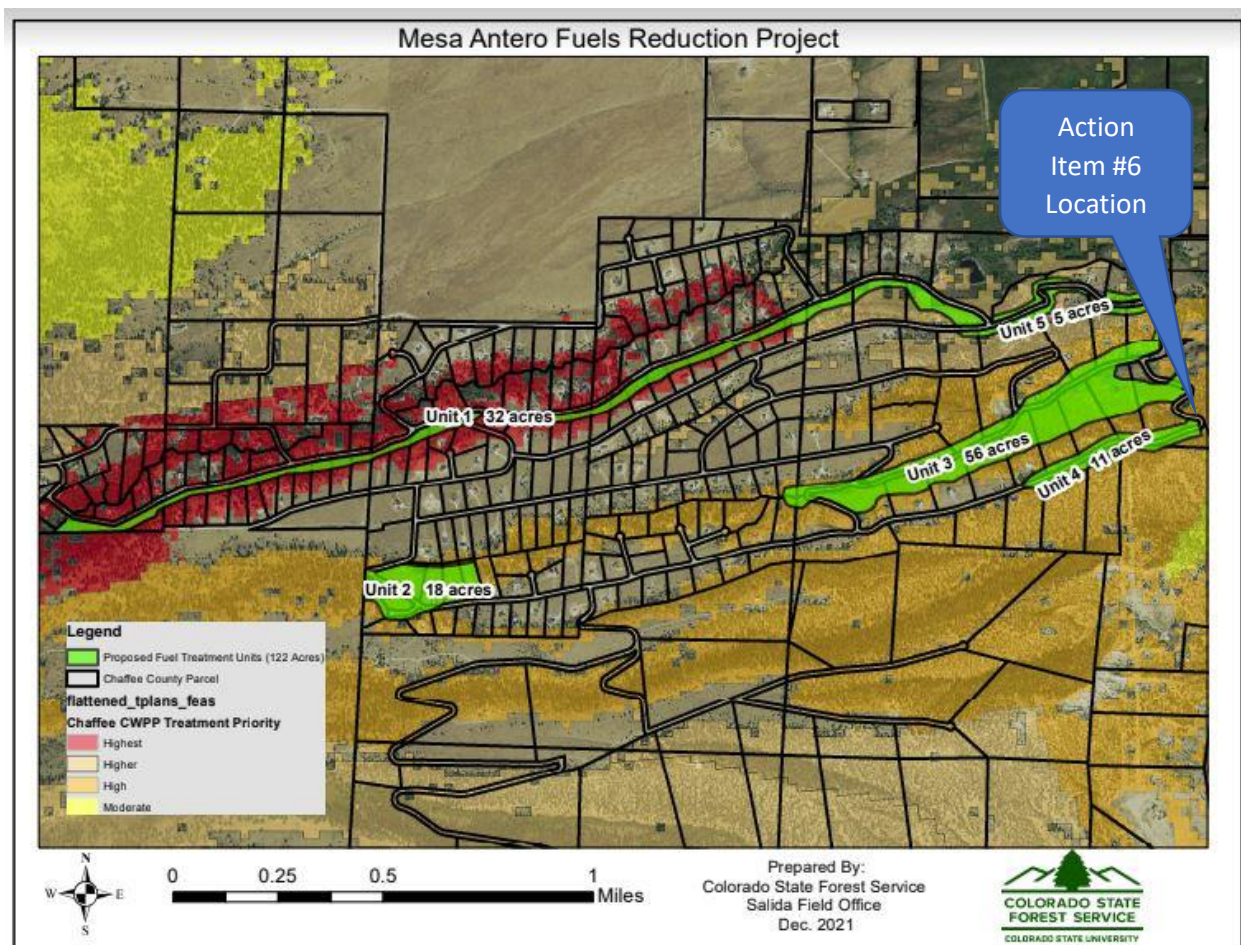 Mesa Antero Fuels Reduction Project
Action
Item #6
Location
Unit 5 5 acres
Unit 1 32 acres
Unit 3 56 acres
Unit 4 11 acres
Unit 2 18 acres
Legend
Proposed Fuel Treatment Units (122 Acres)
Chaffee County Parcel
flattened_tplans_feas
Chaffee CWPP Treatment Priority
Highest
Higher
High
Moderate
N
W E
S
0 0.25 0.5 1
Miles
Prepared By:
Colorado State Forest Service
Salida Field Office
Dec. 2021
COLORADO STATE
FOREST SERVICE
COLORADO STATE UNIVERSITY